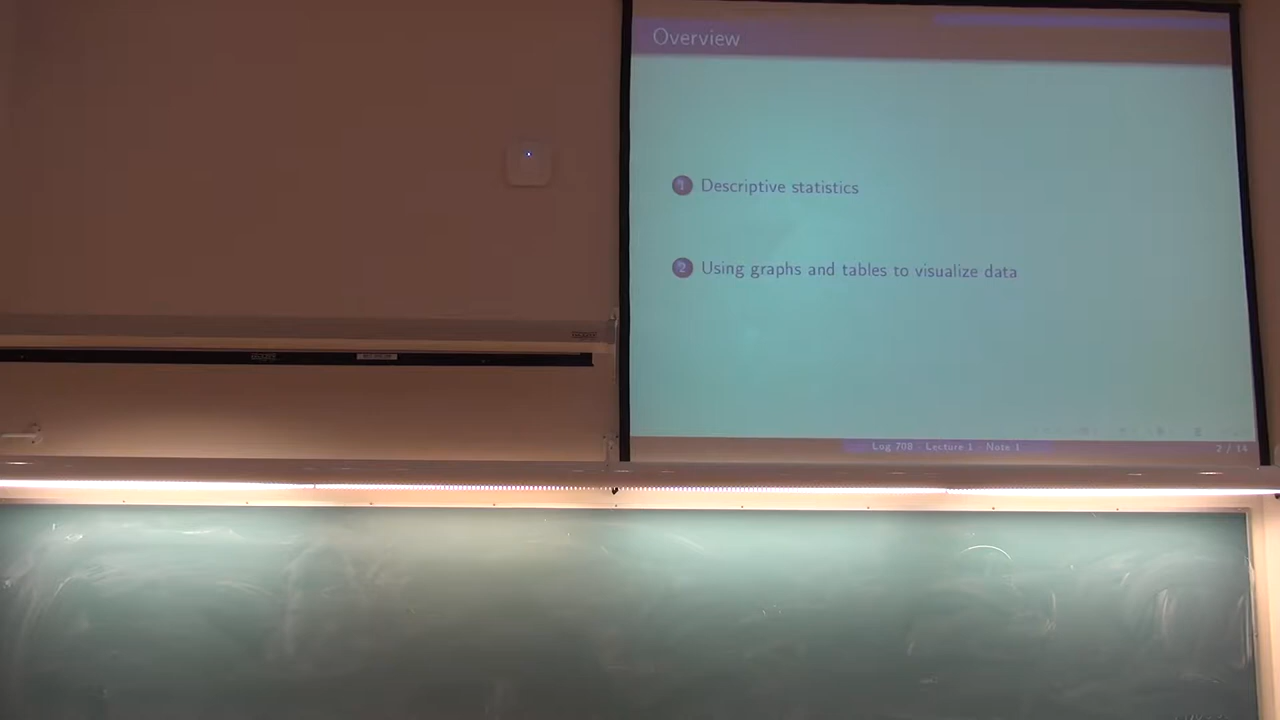 Overview
1 Descriptive statistics
2 Using graphs and tables to visualize data
Log 708 - Lecture 1 - Note 1
2 / 14